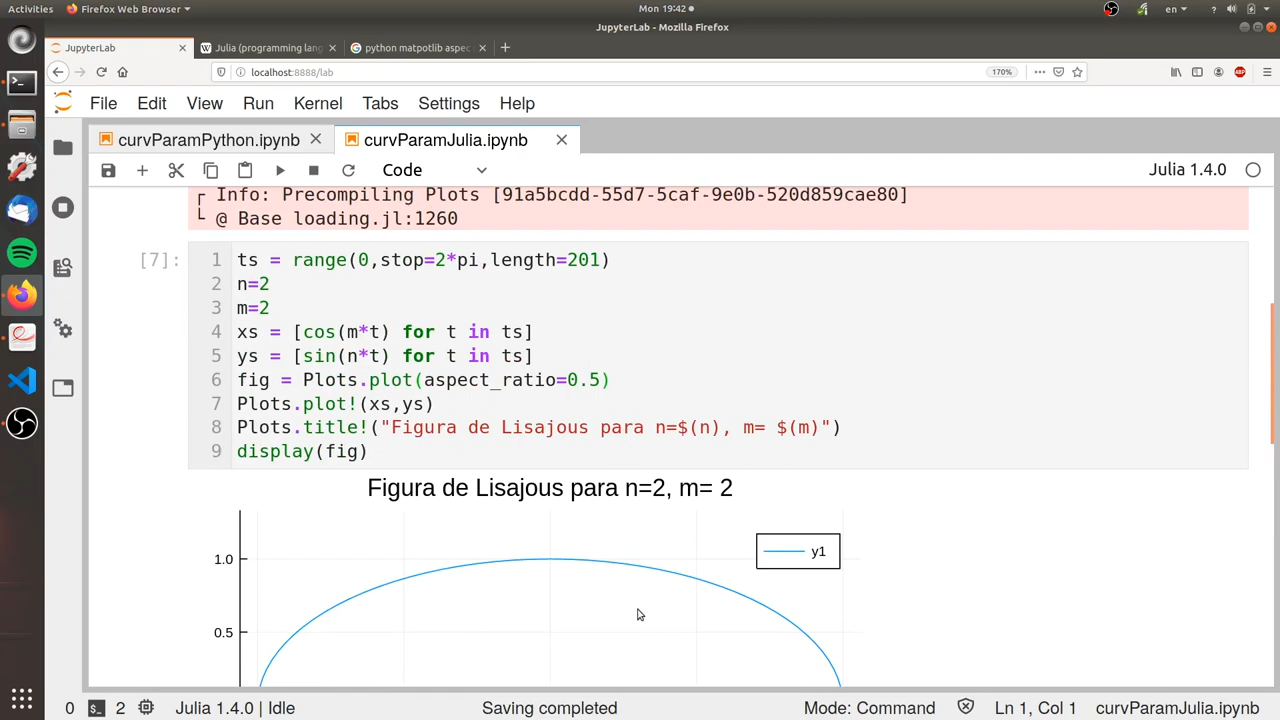 Activities Firefox Web Browser Mon 19:42 en
JupyterLab - Mozilla Firefox
JupyterLab Julia (programming lang python matpotlib aspec
localhost:8888/lab 170%
File Edit View Run Kernel Tabs Settings Help
curvParamPython.ipynb curvParamJulia.ipynb
Code Julia 1.4.0
┌ Info: Precompiling Plots [91a5bcdd-55d7-5caf-9e0b-520d859cae80]
└ @ Base loading.jl:1260
[7]: 1 ts = range(0,stop=2*pi,length=201)
2 n=2
3 m=2
4 xs = [cos(m*t) for t in ts]
5 ys = [sin(n*t) for t in ts]
6 fig = Plots.plot(aspect_ratio=0.5)
7 Plots.plot!(xs,ys)
8 Plots.title!("Figura de Lisajous para n=$(n), m= $(m)")
9 display(fig)
Figura de Lisajous para n=2, m= 2
y1
1.0
0.5
0 2 Julia 1.4.0 | Idle Saving completed Mode: Command Ln 1, Col 1 curvParamJulia.ipynb